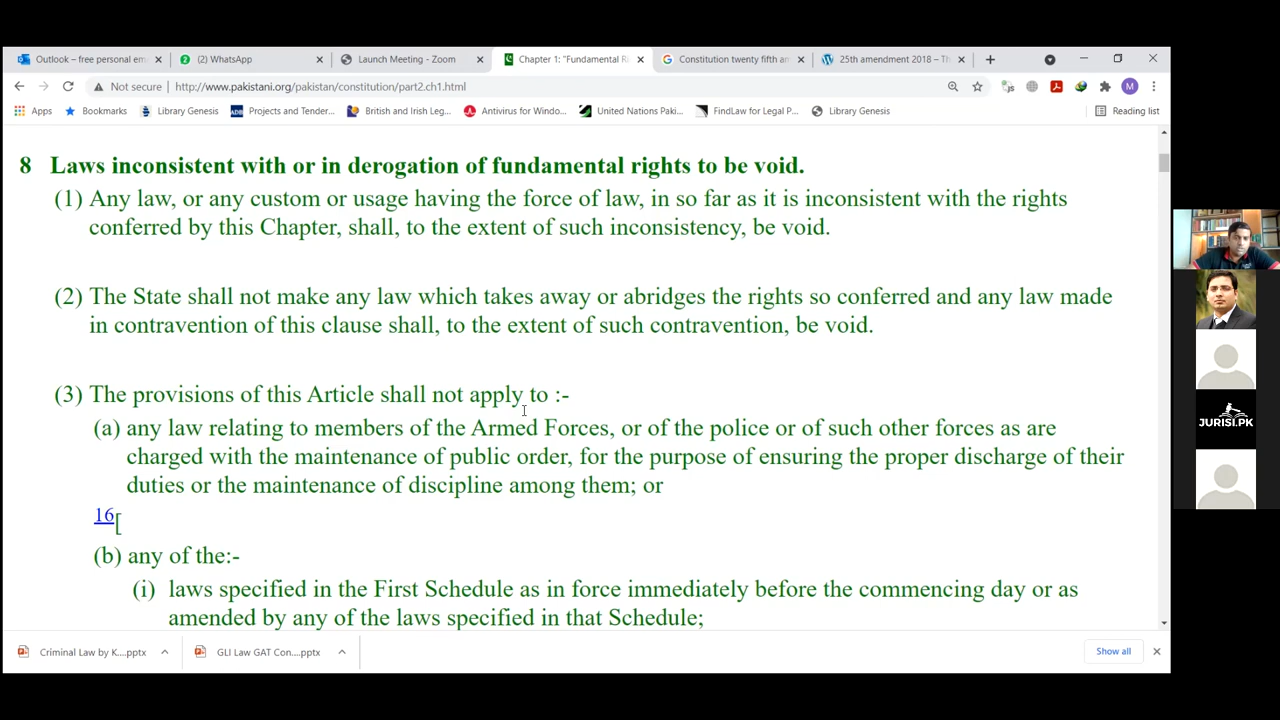 Outlook – free personal em
(2) WhatsApp
Launch Meeting - Zoom
Chapter 1: "Fundamental R
Constitution twenty fifth am
25th amendment 2018 – Th
Not secure
http://www.pakistani.org/pakistan/constitution/part2.ch1.html
M
Apps
Bookmarks
Library Genesis
ADB
Projects and Tender...
British and Irish Leg...
Antivirus for Windo...
United Nations Paki...
FindLaw for Legal P...
Library Genesis
Reading list
8 Laws inconsistent with or in derogation of fundamental rights to be void.
(1) Any law, or any custom or usage having the force of law, in so far as it is inconsistent with the rights
conferred by this Chapter, shall, to the extent of such inconsistency, be void.
(2) The State shall not make any law which takes away or abridges the rights so conferred and any law made
in contravention of this clause shall, to the extent of such contravention, be void.
(3) The provisions of this Article shall not apply to :-
(a) any law relating to members of the Armed Forces, or of the police or of such other forces as are
charged with the maintenance of public order, for the purpose of ensuring the proper discharge of their
duties or the maintenance of discipline among them; or
16[
(b) any of the:-
(i) laws specified in the First Schedule as in force immediately before the commencing day or as
amended by any of the laws specified in that Schedule;
JURISI.PK
Criminal Law by K....pptx
GLI Law GAT Con....pptx
Show all